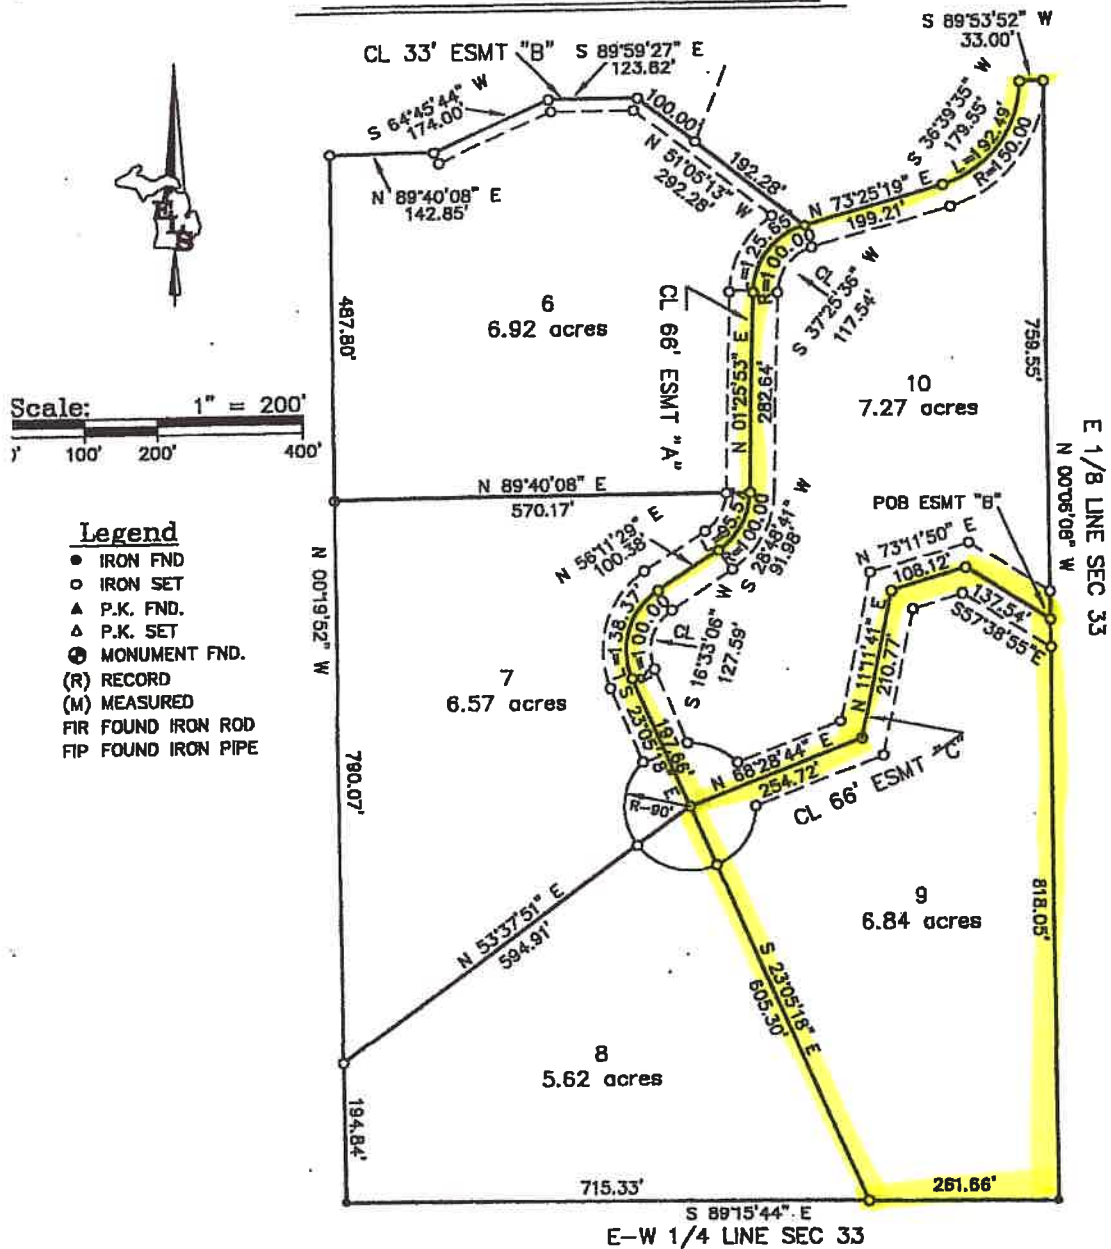 S 89°53'52" W
33.00'
CL 33' ESMT "B"
S 89°59'27" E
123.62'
S 64°45'44" W
174.00'
100.00'
N 89°40'08" E
142.85'
N 51°05'13" W
292.28'
192.28'
S 36°39'35" W
179.55'
L=192.49'
R=150.00
N 73°25'19" E
199.21'
L=125.65
R=100.00
CL
S 37°25'36" W
117.54'
487.80'
6
6.92 acres
CL 66' ESMT "A"
N 01°25'53" E
282.64'
10
7.27 acres
759.55'
E 1/8 LINE SEC 33
N 00°06'08" W
Scale: 1" = 200'
100' 200' 400'
N 89°40'08" E
570.17'
POB ESMT "B"
Legend
IRON FND
IRON SET
P.K. FND.
P.K. SET
MONUMENT FND.
(R) RECORD
(M) MEASURED
FIR FOUND IRON ROD
FIP FOUND IRON PIPE
N 00°19'52" W
N 56°11'29" E
100.38'
R=100.00
S 28°48'41" W
91.98'
L=138.37'
R=100.00
CL
S 16°33'06" W
127.59'
N 73°11'50" E
108.12'
137.54'
S57°38'55"E
N 11°11'41" E
210.77'
7
6.57 acres
S 23°05'18" E
197.66'
N 68°28'44" E
254.72'
CL 66' ESMT "C"
R-90'
790.07'
N 53°37'51" E
594.91'
9
6.84 acres
818.05'
S 23°05'18" E
605.30'
8
5.62 acres
194.84'
715.33'
261.66'
S 89°15'44" E
E-W 1/4 LINE SEC 33